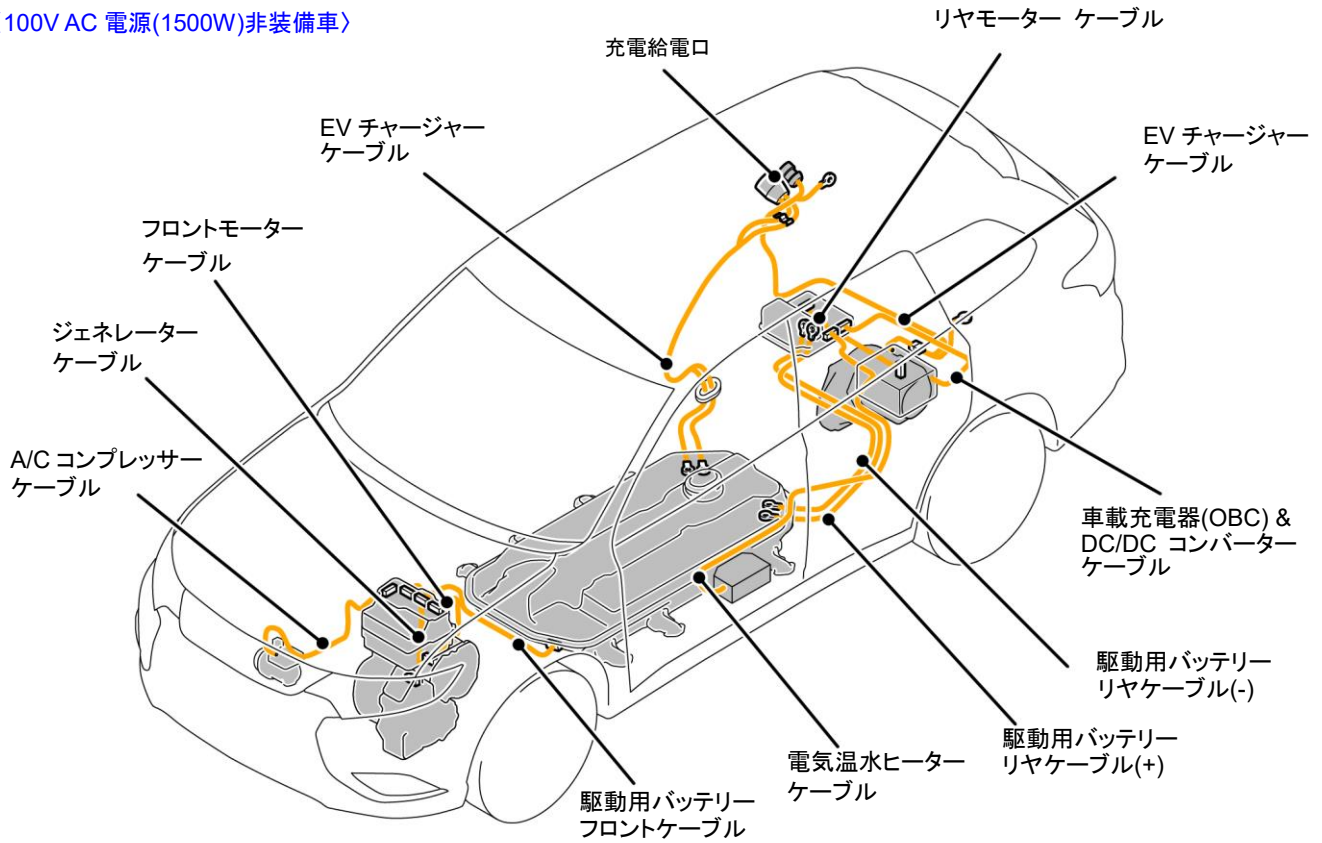 100V AC 電源(1500W)非装備車〉
リヤモーター ケーブル
充電給電口
EV チャージャー
ケーブル
EV チャージャー
ケーブル
フロントモーター
ケーブル
ジェネレーター
ケーブル
A/C コンプレッサー
ケーブル
車載充電器(OBC) &
DC/DC コンバーター
ケーブル
駆動用バッテリー
リヤケーブル(-)
駆動用バッテリー
リヤケーブル(+)
電気温水ヒーター
ケーブル
駆動用バッテリー
フロントケーブル